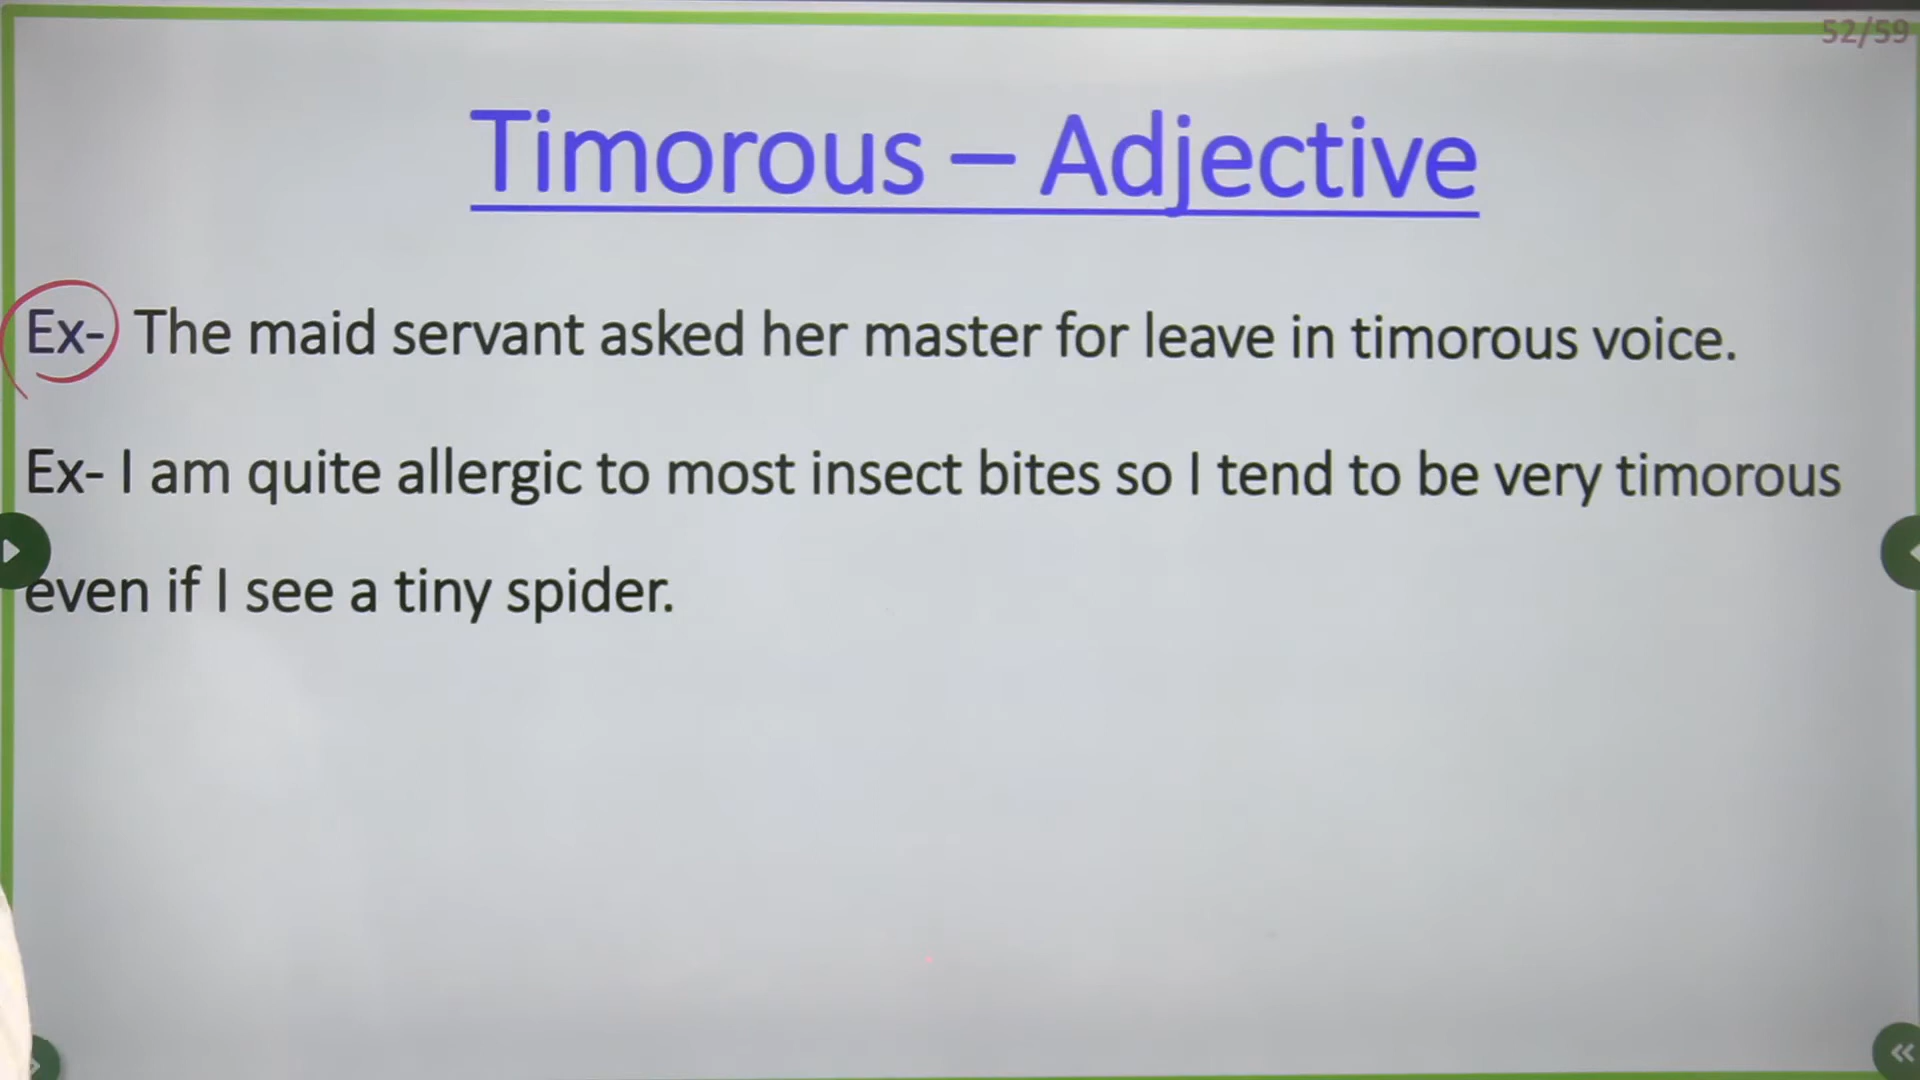 52/59
Timorous – Adjective
Ex- The maid servant asked her master for leave in timorous voice.
Ex- I am quite allergic to most insect bites so I tend to be very timorous
even if I see a tiny spider.